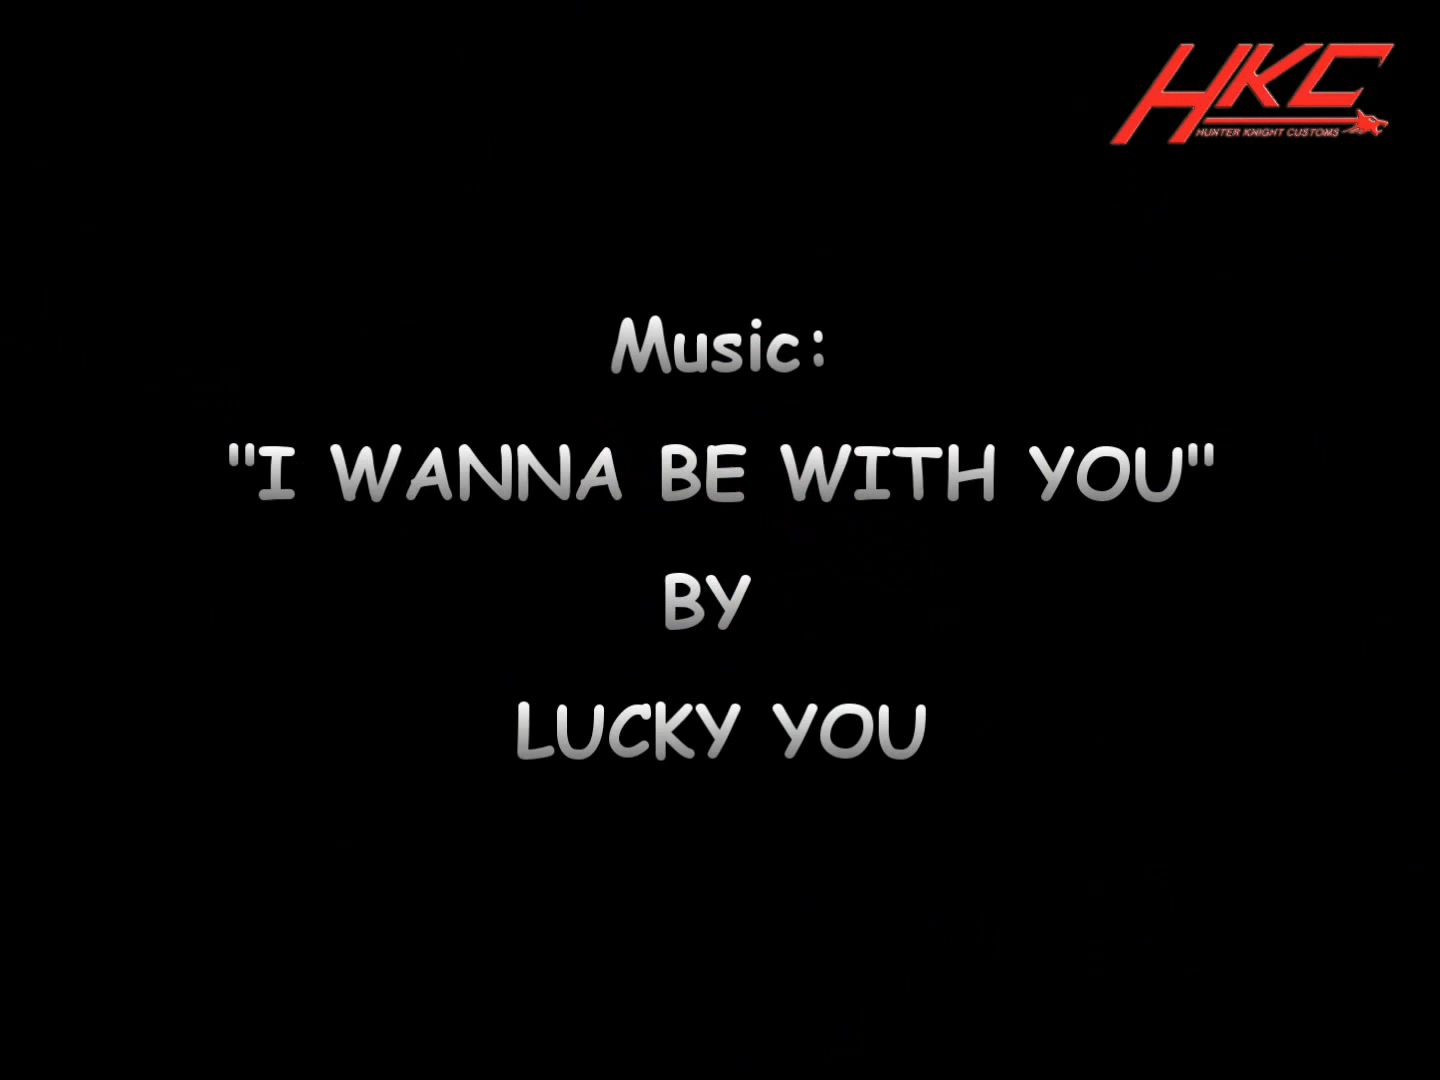 HKC
HUNTER KNIGHT CUSTOMS
Music:
"I WANNA BE WITH YOU"
BY
LUCKY YOU